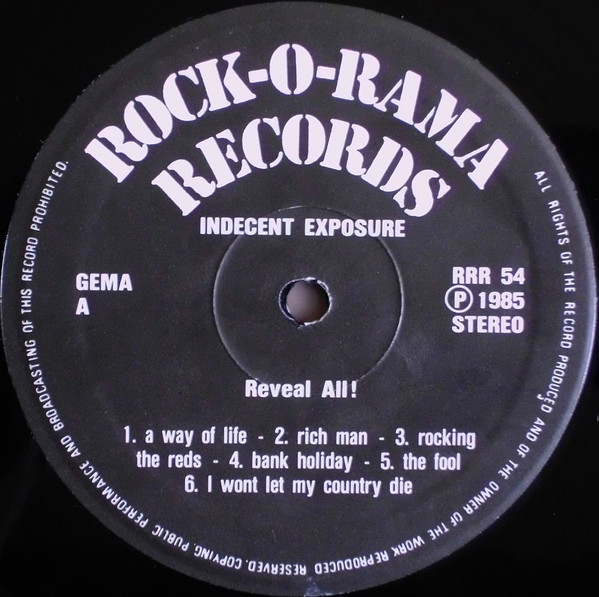 ROCK-O-RAMA
RECORDS
INDECENT EXPOSURE
GEMA
A
RRR 54
Ⓟ 1985
STEREO
Reveal All!
1. a way of life - 2. rich man - 3. rocking
the reds - 4. bank holiday - 5. the fool
6. I wont let my country die
ALL RIGHTS OF THE RECORD PRODUCED AND OF THE OWNER OF THE WORK REPRODUCED RESERVED. COPYING, PUBLIC PERFORMANCE AND BROADCASTING OF THIS RECORD PROHIBITED.